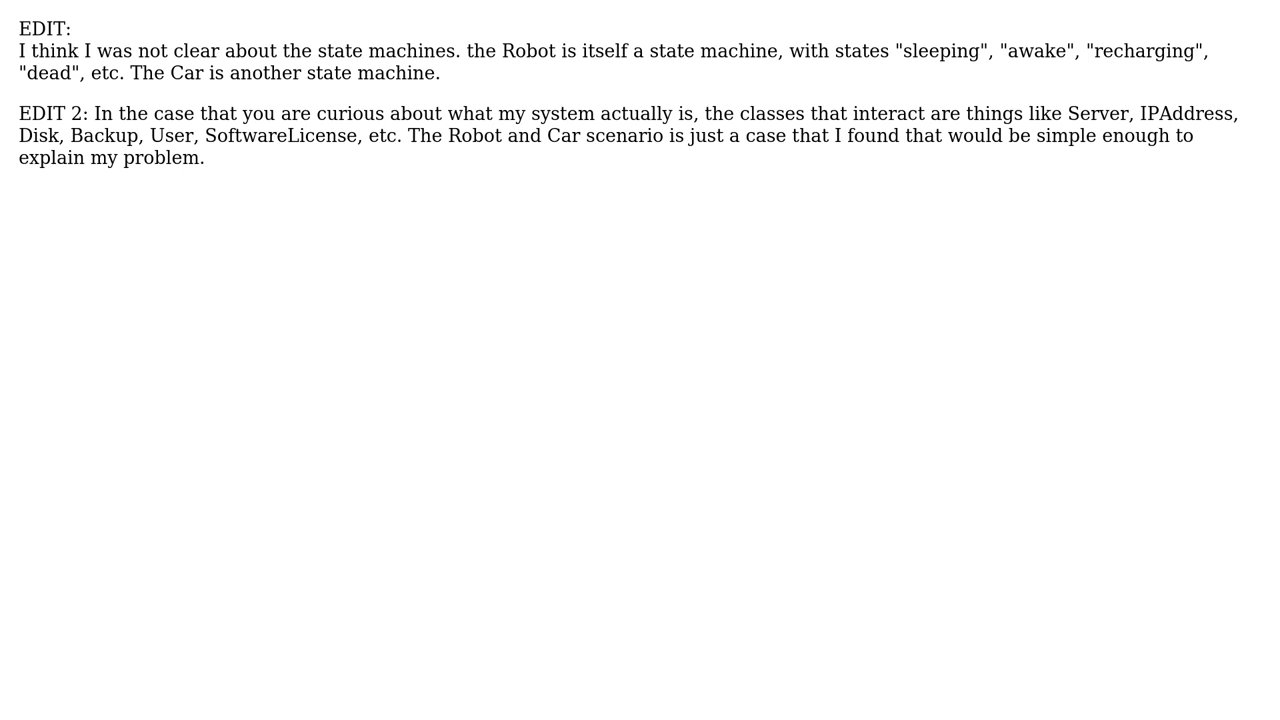 EDIT:
I think I was not clear about the state machines. the Robot is itself a state machine, with states "sleeping", "awake", "recharging",
"dead", etc. The Car is another state machine.
EDIT 2: In the case that you are curious about what my system actually is, the classes that interact are things like Server, IPAddress,
Disk, Backup, User, SoftwareLicense, etc. The Robot and Car scenario is just a case that I found that would be simple enough to
explain my problem.